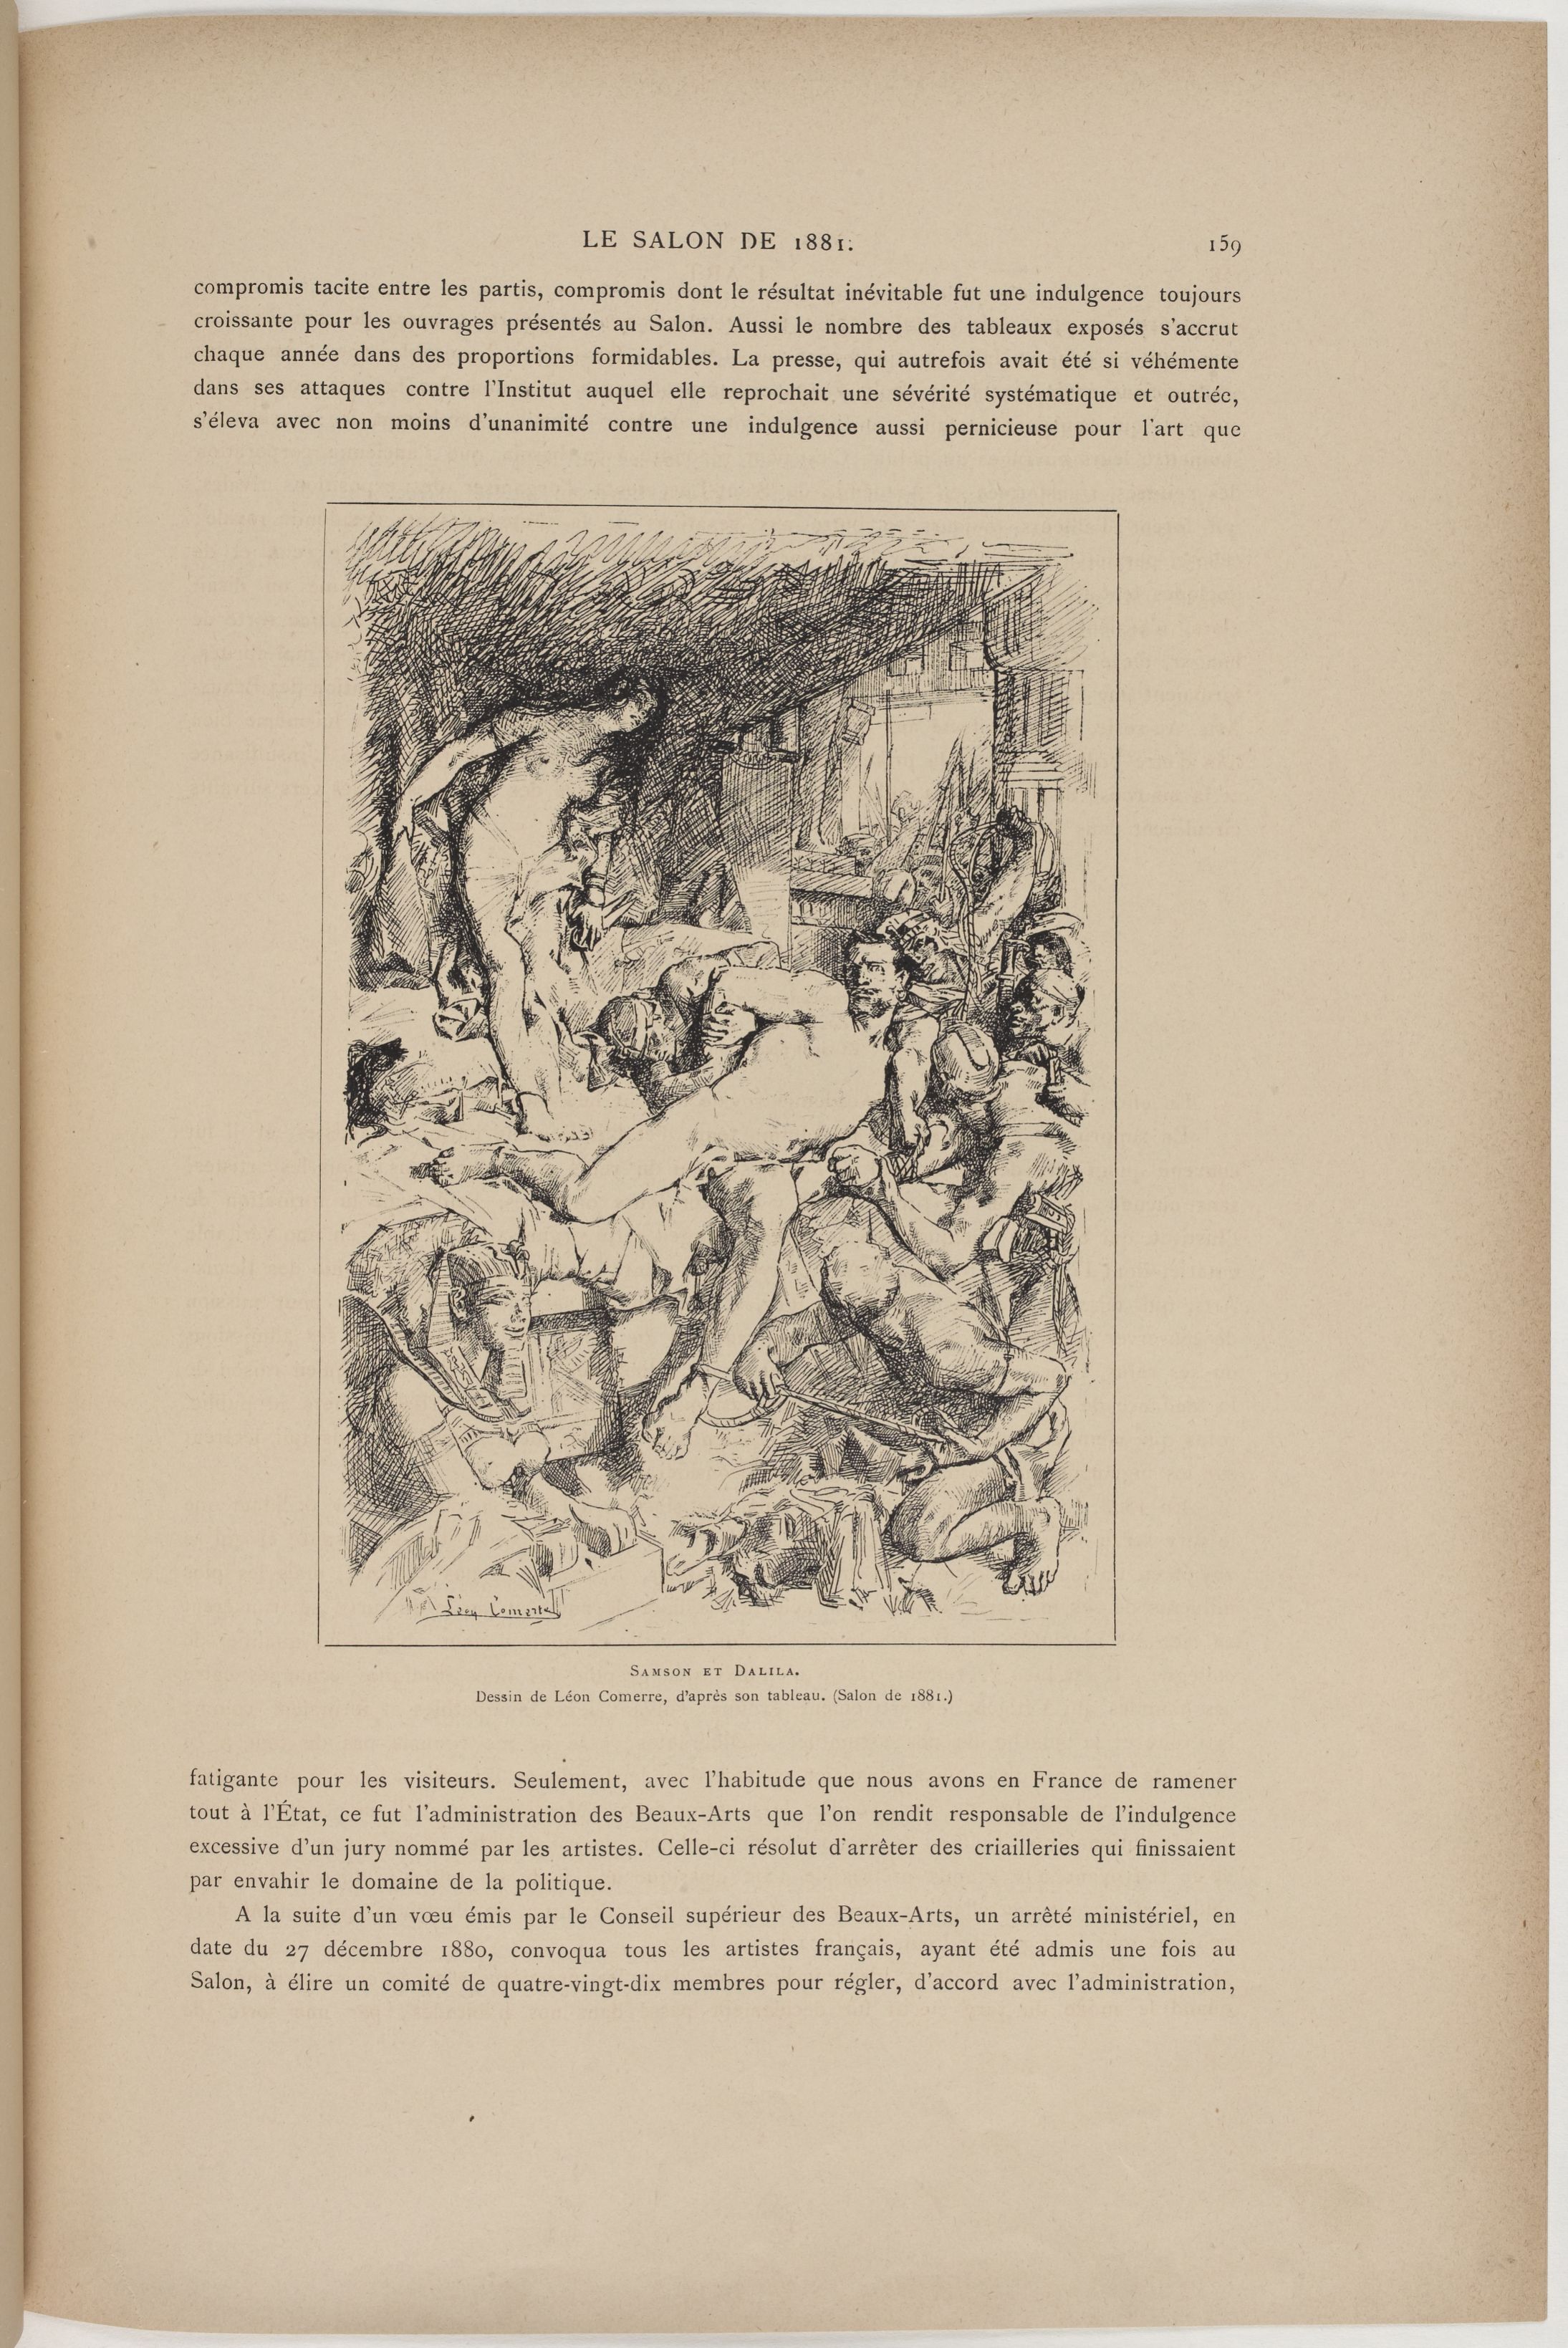 LE SALON DE 1881.
159
compromis tacite entre les partis, compromis dont le résultat inévitable fut une indulgence toujours
croissante pour les ouvrages présentés au Salon. Aussi le nombre des tableaux exposés s'accrut
chaque année dans des proportions formidables. La presse, qui autrefois avait été si véhémente
dans ses attaques contre l'Institut auquel elle reprochait une sévérité systématique et outrée,
s'éleva avec non moins d'unanimité contre une indulgence aussi pernicieuse pour l'art que
Léon Comerre
SAMSON ET DALILA.
Dessin de Léon Comerre, d'après son tableau. (Salon de 1881.)
fatigante pour les visiteurs. Seulement, avec l'habitude que nous avons en France de ramener
tout à l'État, ce fut l'administration des Beaux-Arts que l'on rendit responsable de l'indulgence
excessive d'un jury nommé par les artistes. Celle-ci résolut d'arrêter des criailleries qui finissaient
par envahir le domaine de la politique.
A la suite d'un vœu émis par le Conseil supérieur des Beaux-Arts, un arrêté ministériel, en
date du 27 décembre 1880, convoqua tous les artistes français, ayant été admis une fois au
Salon, à élire un comité de quatre-vingt-dix membres pour régler, d'accord avec l'administration,